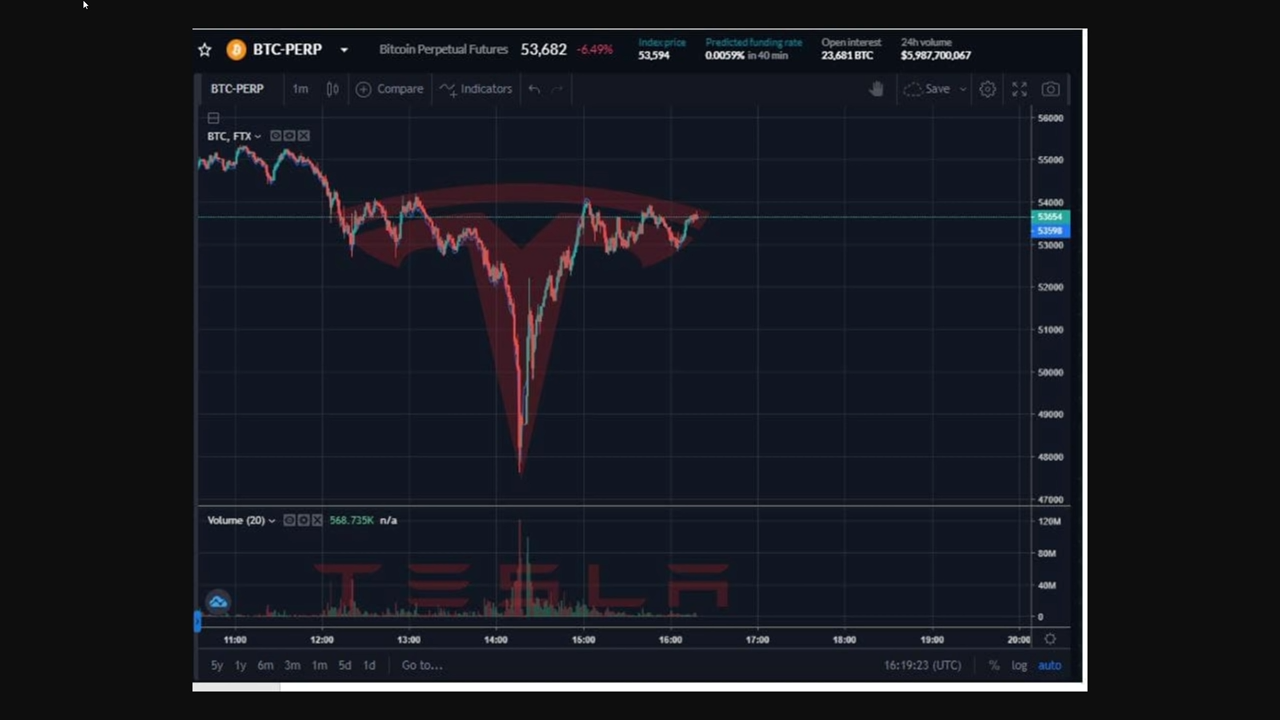 BTC-PERP Bitcoin Perpetual Futures 53,682 -6.49% Index price 53,594 Predicted funding rate 0.0059% in 40 min Open interest 23,681 BTC 24h volume $5,987,700,067
BTC-PERP 1m Compare Indicators Save
BTC, FTX
56000
55000
54000
53654
53598
53000
52000
51000
50000
49000
48000
47000
Volume (20) 568.735K n/a
120M
80M
40M
0
TESLA
11:00 12:00 13:00 14:00 15:00 16:00 17:00 18:00 19:00 20:00
5y 1y 6m 3m 1m 5d 1d Go to... 16:19:23 (UTC) % log auto